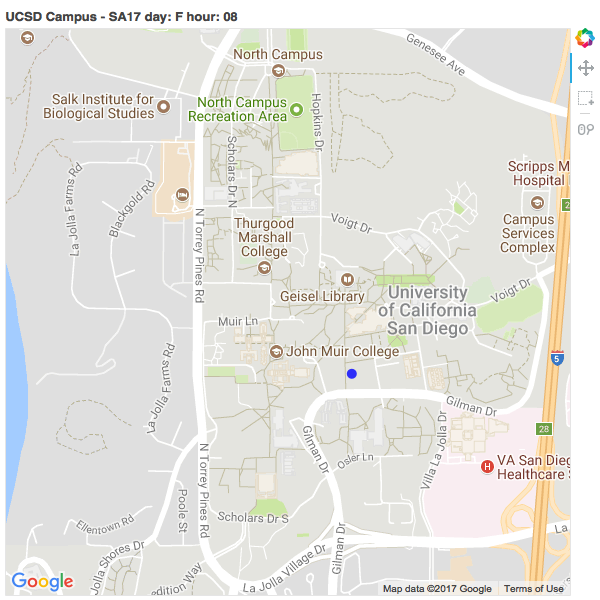 UCSD Campus - SA17 day: F hour: 08
Genesee Ave
North Campus
Salk Institute for
Biological Studies
North Campus
Recreation Area
Hopkins Dr
Scholars Dr N
Scripps M
Hospital
La Jolla Farms Rd
Blackgold Rd
2
N Torrey Pines Rd
Voigt Dr
Campus
Services
Complex
Thurgood
Marshall
College
Geisel Library
University
of California
San Diego
Voigt Dr
Muir Ln
John Muir College
5
La Jolla Farms Rd
Gilman Dr
Villa La Jolla Dr
28
Gilman Dr
N Torrey Pines Rd
Osler Ln
VA San Dieg
Healthcare S
Poole St
Ellentown Rd
Scholars Dr S
La
Gilman Dr
Jolla Shores Dr
La Jolla Village Dr
edition Way
Google
Map data ©2017 Google
Terms of Use